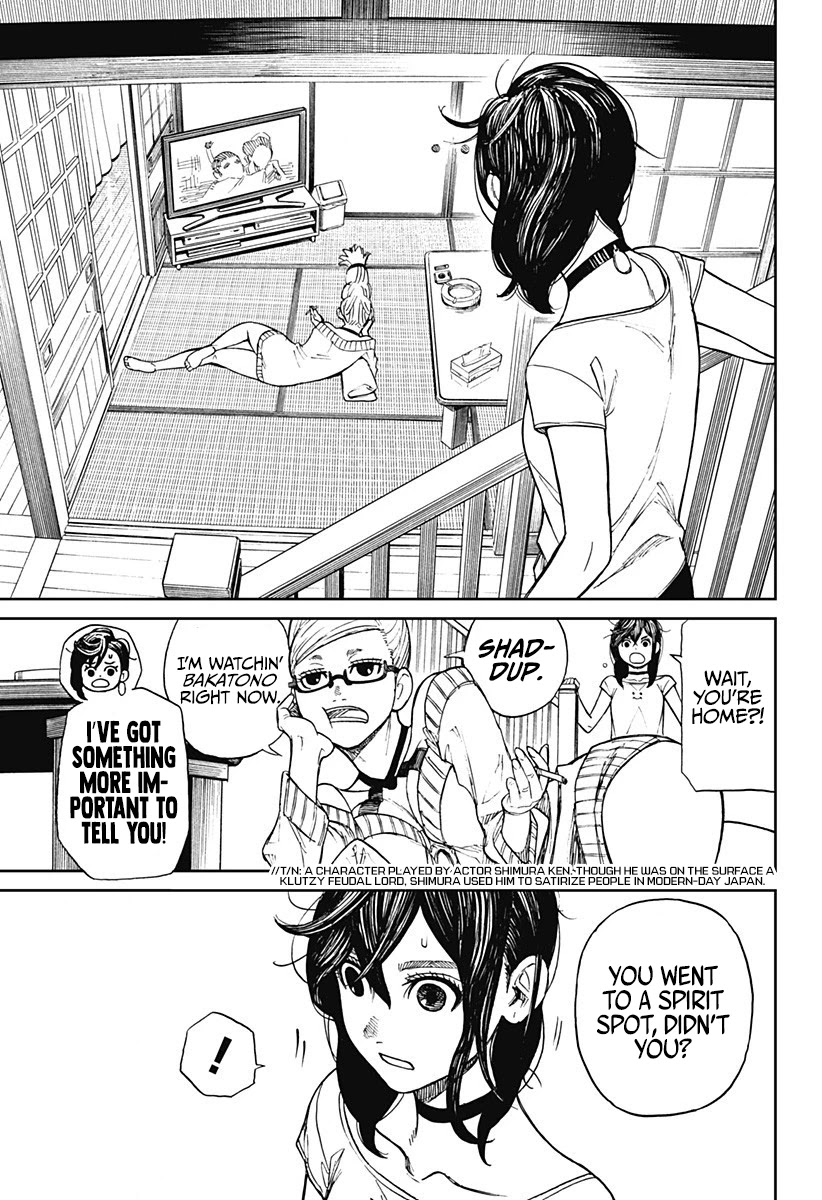 WAIT,
YOU'RE
HOME?!
SHAD-
DUP.
I'M WATCHIN'
BAKATONO
RIGHT NOW.
I'VE GOT
SOMETHING
MORE IM-
PORTANT TO
TELL YOU!
//T/N: A CHARACTER PLAYED BY ACTOR SHIMURA KEN. THOUGH HE WAS ON THE SURFACE A
KLUTZY FEUDAL LORD, SHIMURA USED HIM TO SATIRIZE PEOPLE IN MODERN-DAY JAPAN.
YOU WENT
TO A SPIRIT
SPOT, DIDN'T
YOU?
!